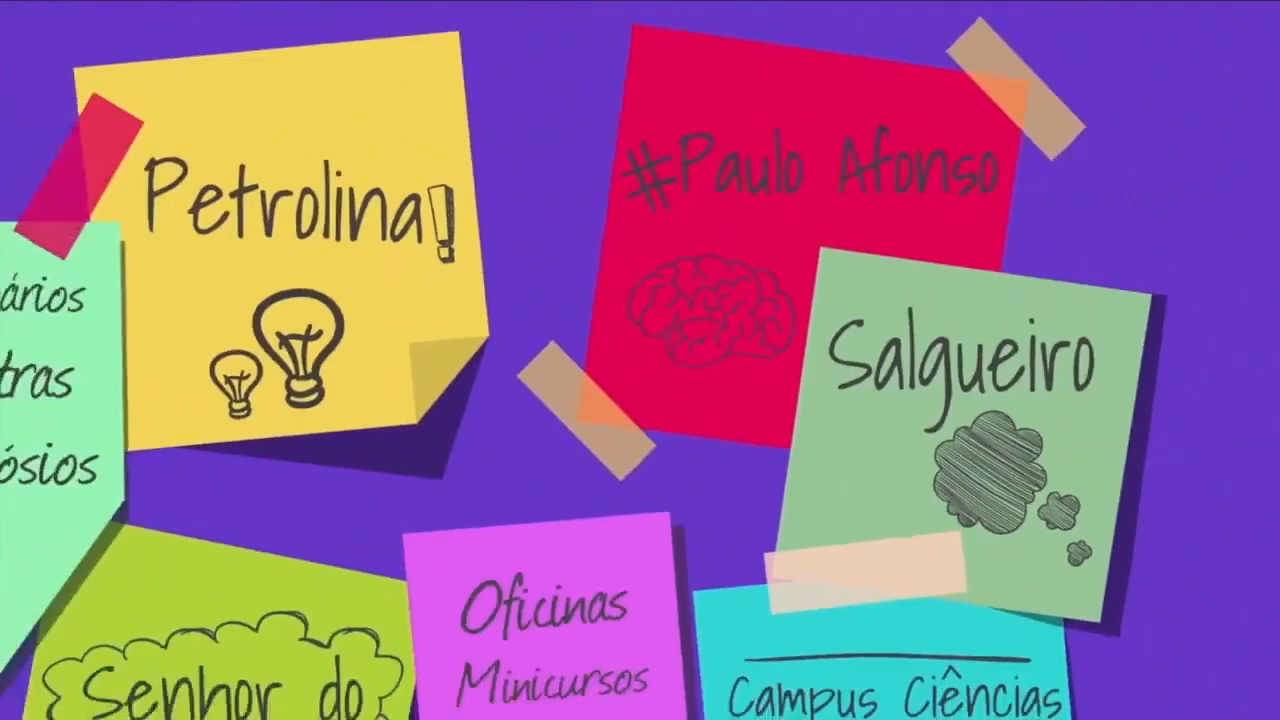 Petrolina!
#Paulo Afonso
Salgueiro
Oficinas
Minicursos
Senhor do
Campus Ciências